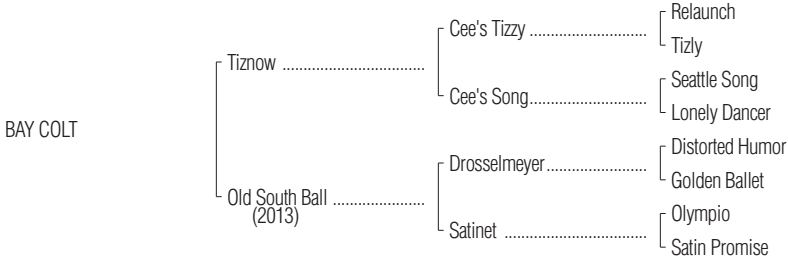 Relaunch
Cee's Tizzy ..............................
Tizly
Tiznow ....................................
Seattle Song
Cee's Song..............................
Lonely Dancer
BAY COLT
Distorted Humor
Drosselmeyer..........................
Golden Ballet
Old South Ball .......................
(2013)
Olympio
Satinet ....................................
Satin Promise